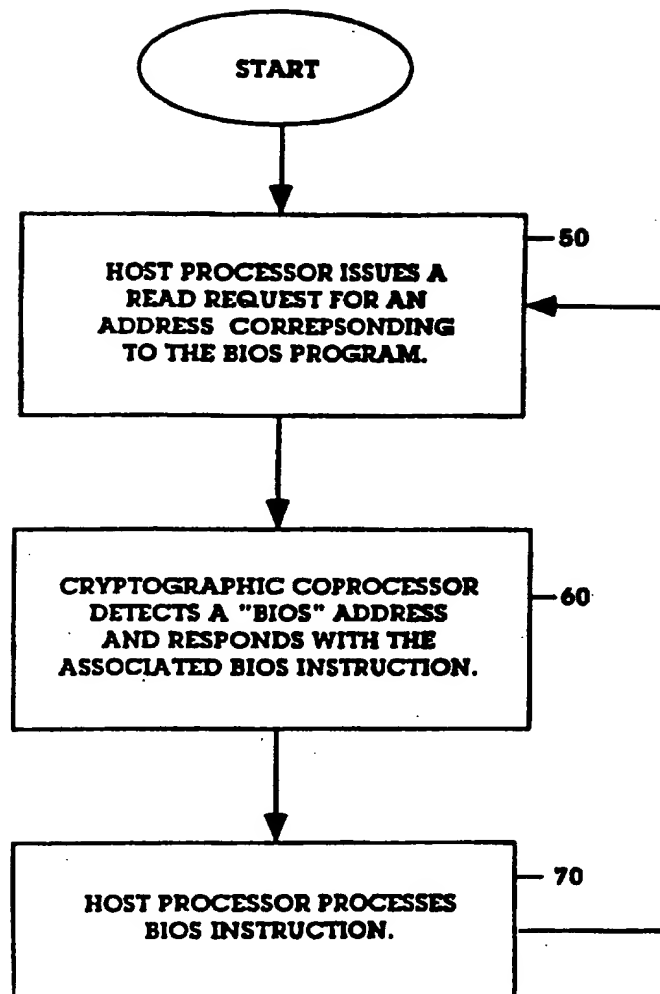 START
50
HOST PROCESSOR ISSUES A
READ REQUEST FOR AN
ADDRESS CORREPSONDING
TO THE BIOS PROGRAM.
CRYPTOGRAPHIC COPROCESSOR
DETECTS A "BIOS" ADDRESS
AND RESPONDS WITH THE
ASSOCIATED BIOS INSTRUCTION.
60
70
HOST PROCESSOR PROCESSES
BIOS INSTRUCTION.